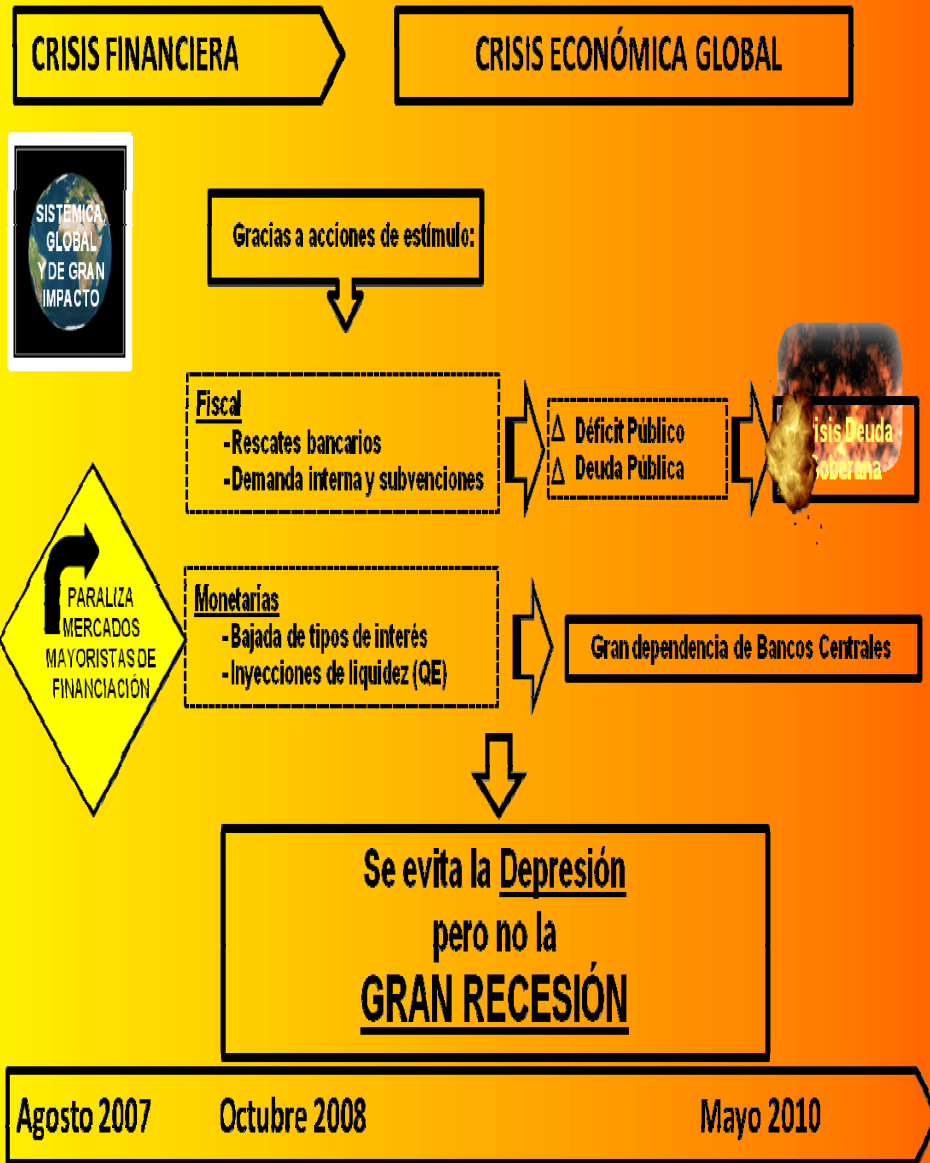 CRISIS FINANCIERA
CRISIS ECONÓMICA GLOBAL
SISTÉMICA,
GLOBAL
Y DE GRAN
IMPACTO
Gracias a acciones de estímulo:
Fiscal
-Rescates bancarios
-Demanda interna y subvenciones
Δ Déficit Público
Δ Deuda Pública
Deuda
PARALIZA
MERCADOS
MAYORISTAS DE
FINANCIACIÓN
Monetarias
-Bajada de tipos de interés
-Inyecciones de liquidez (QE)
Gran dependencia de Bancos Centrales
Se evita la Depresión
pero no la
GRAN RECESIÓN
Agosto 2007 Octubre 2008 Mayo 2010